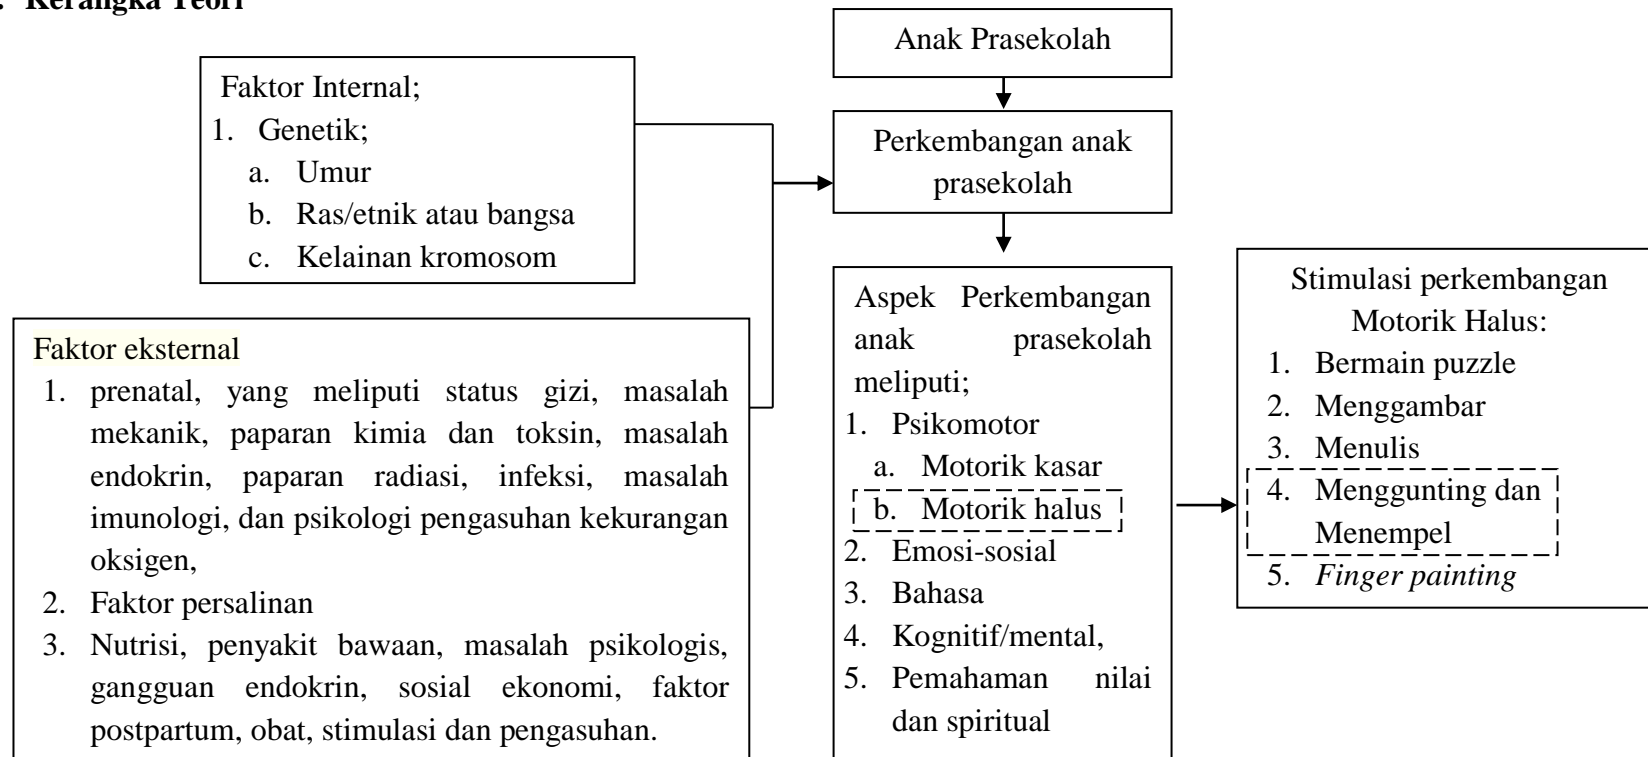 Kerangka Teori
Anak Prasekolah
Faktor Internal;
1. Genetik;
a. Umur
b. Ras/etnik atau bangsa
c. Kelainan kromosom
Perkembangan anak
prasekolah
Faktor eksternal
1. prenatal, yang meliputi status gizi, masalah
mekanik, paparan kimia dan toksin, masalah
endokrin, paparan radiasi, infeksi, masalah
imunologi, dan psikologi pengasuhan kekurangan
oksigen,
2. Faktor persalinan
3. Nutrisi, penyakit bawaan, masalah psikologis,
gangguan endokrin, sosial ekonomi, faktor
postpartum, obat, stimulasi dan pengasuhan.
Aspek Perkembangan
anak prasekolah
meliputi;
1. Psikomotor
a. Motorik kasar
b. Motorik halus
2. Emosi-sosial
3. Bahasa
4. Kognitif/mental,
5. Pemahaman nilai
dan spiritual
Stimulasi perkembangan
Motorik Halus:
1. Bermain puzzle
2. Menggambar
3. Menulis
4. Menggunting dan
Menempel
5. Finger painting